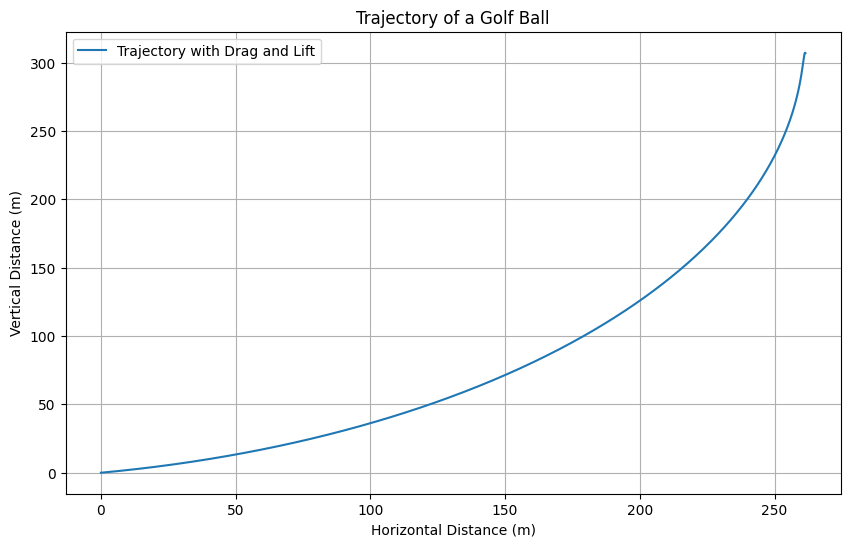 Trajectory of a Golf Ball
Trajectory with Drag and Lift
Vertical Distance (m)
300
250
200
150
100
50
0
0 50 100 150 200 250
Horizontal Distance (m)